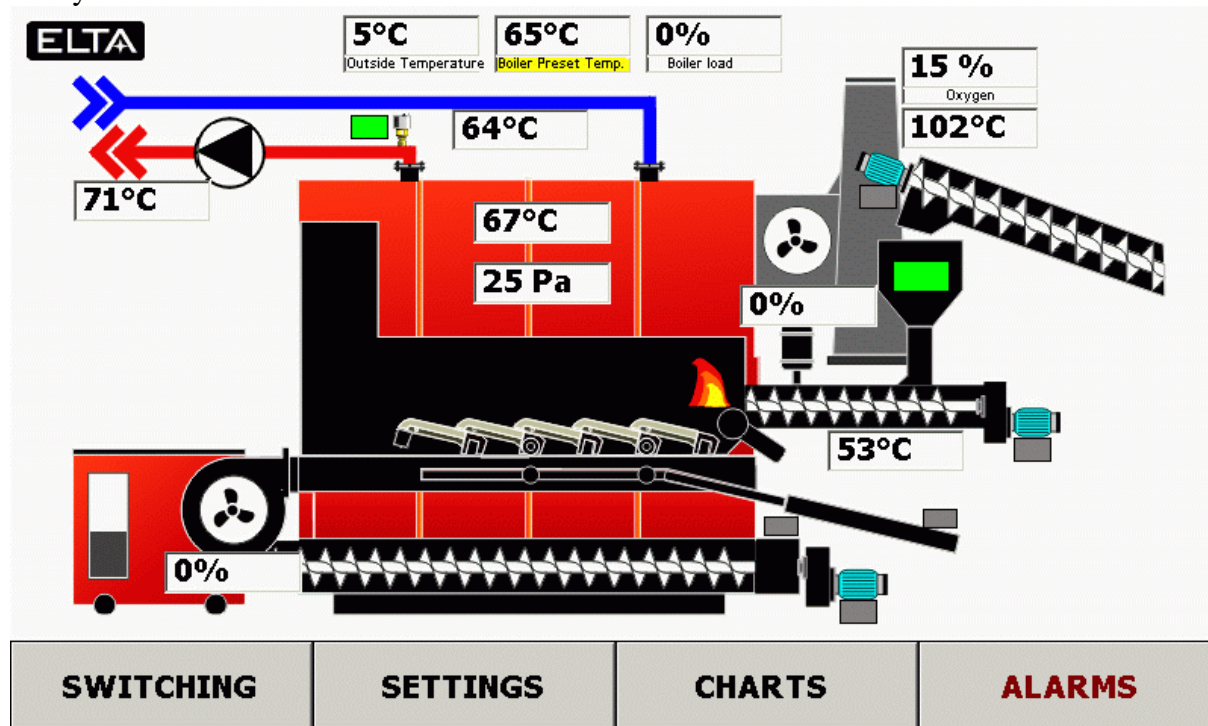 ELTA
5°C
Outside Temperature
65°C
Boiler Preset Temp.
0%
Boiler load
15 %
Oxygen
102°C
64°C
71°C
67°C
25 Pa
0%
53°C
0%
SWITCHING
SETTINGS
CHARTS
ALARMS